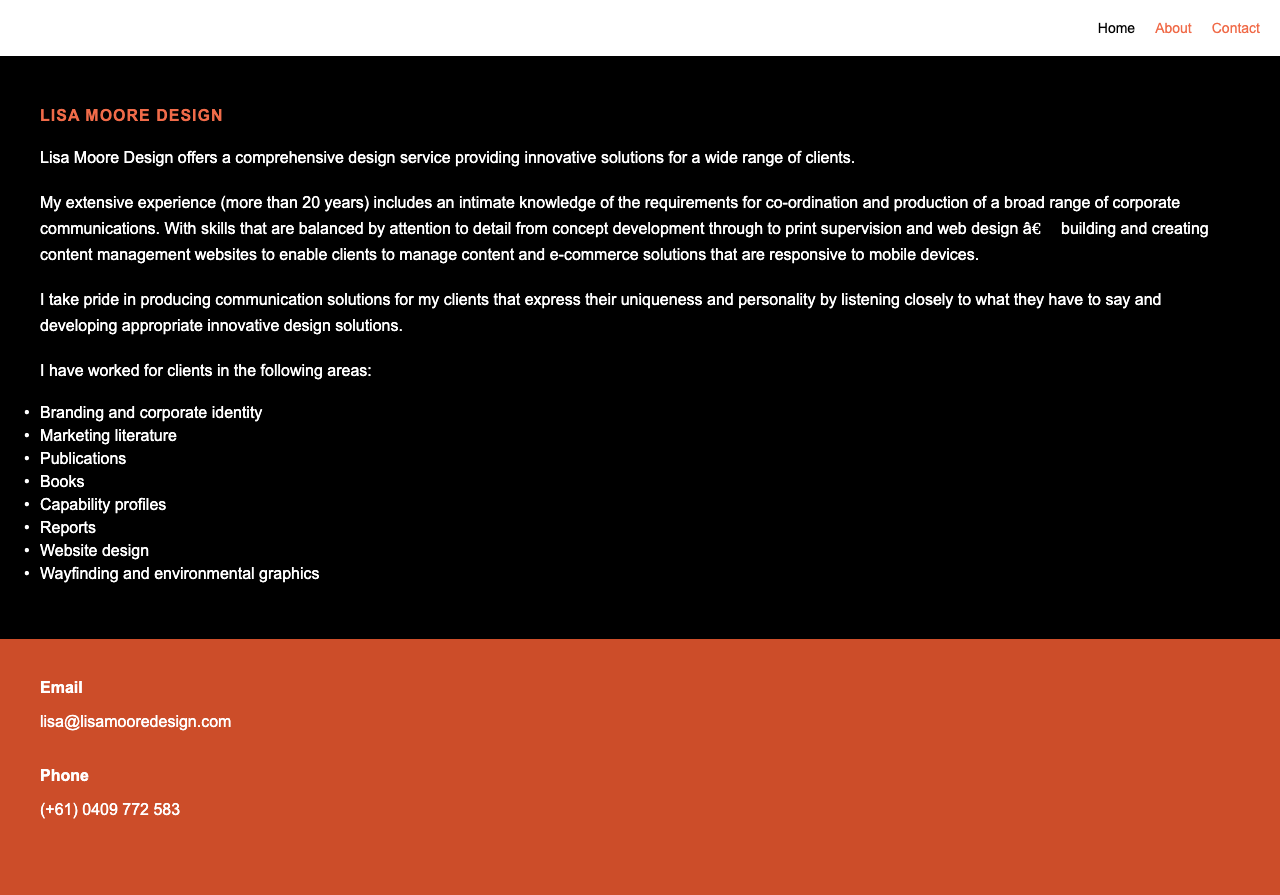 Home About Contact
LISA MOORE DESIGN
Lisa Moore Design offers a comprehensive design service providing innovative solutions for a wide range of clients.
My extensive experience (more than 20 years) includes an intimate knowledge of the requirements for co-ordination and production of a broad range of corporate
communications. With skills that are balanced by attention to detail from concept development through to print supervision and web design â€ building and creating
content management websites to enable clients to manage content and e-commerce solutions that are responsive to mobile devices.
I take pride in producing communication solutions for my clients that express their uniqueness and personality by listening closely to what they have to say and
developing appropriate innovative design solutions.
I have worked for clients in the following areas:
• Branding and corporate identity
• Marketing literature
• Publications
• Books
• Capability profiles
• Reports
• Website design
• Wayfinding and environmental graphics
Email
lisa@lisamooredesign.com
Phone
(+61) 0409 772 583